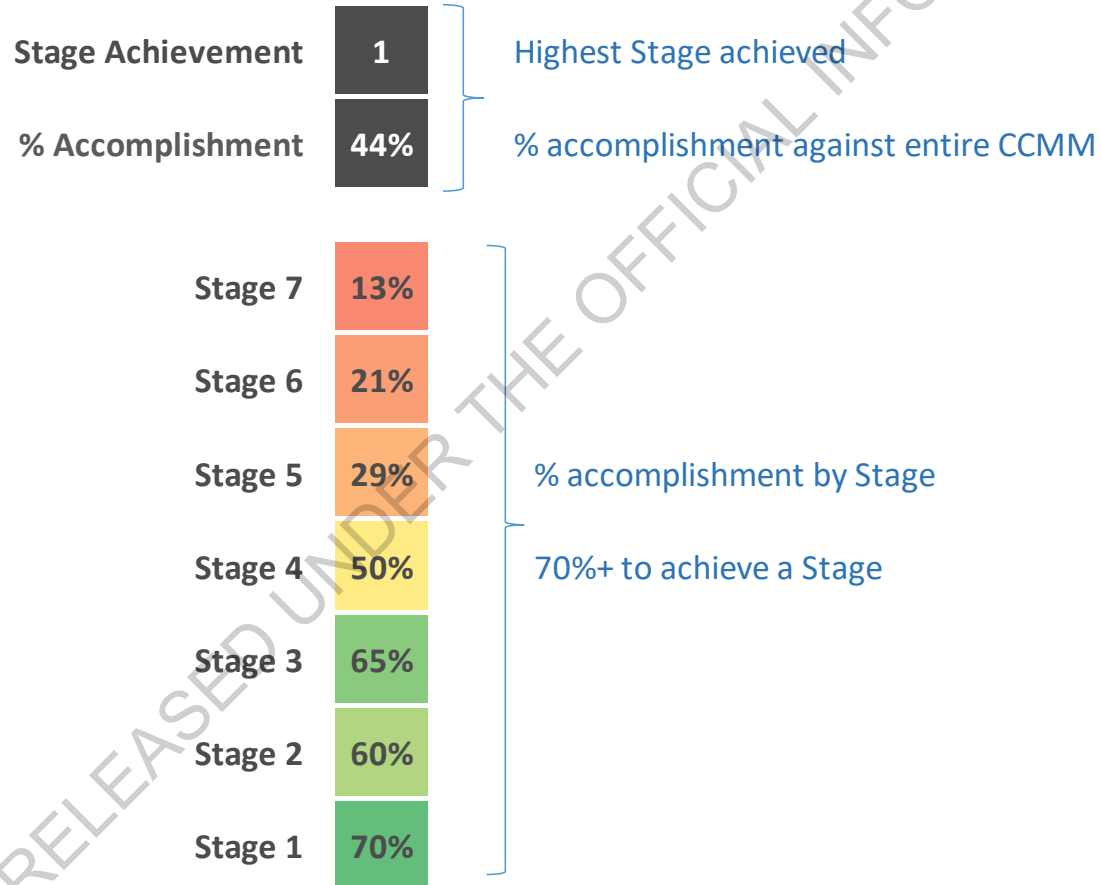 Stage Achievement 1 Highest Stage achieved
% Accomplishment 44% % accomplishment against entire CCMM
Stage 7 13%
Stage 6 21%
Stage 5 29% % accomplishment by Stage
Stage 4 50% 70%+ to achieve a Stage
Stage 3 65%
Stage 2 60%
Stage 1 70%
RELEASED UNDER THE OFFICIAL